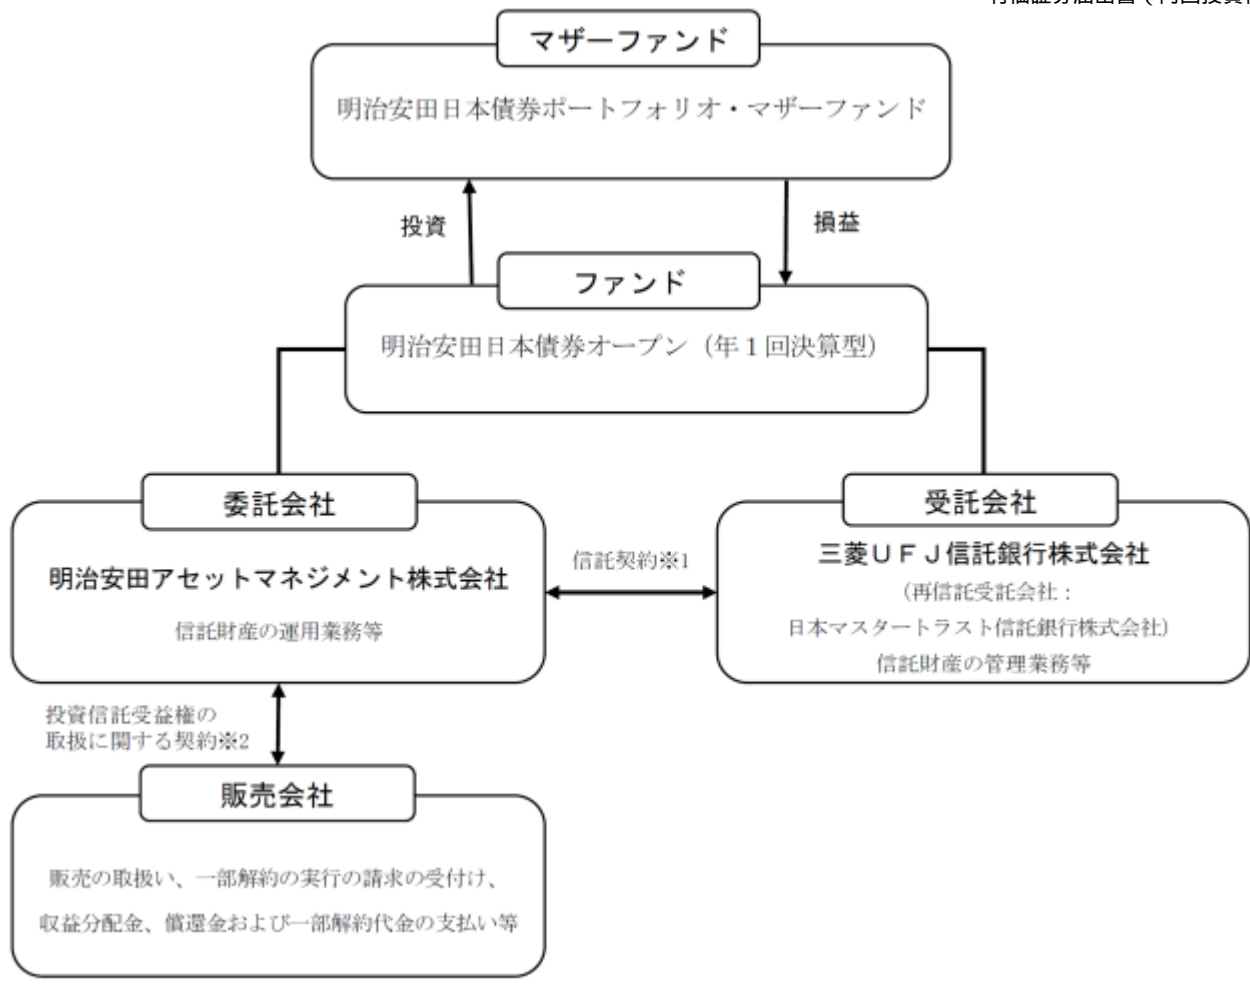 マザーファンド
明治安田日本債券ポートフォリオ・マザーファンド
投資
損益
ファンド
明治安田日本債券オープン（年１回決算型）
委託会社
明治安田アセットマネジメント株式会社
信託財産の運用業務等
信託契約※1
受託会社
三菱ＵＦＪ信託銀行株式会社
（再信託受託会社：
日本マスタートラスト信託銀行株式会社）
信託財産の管理業務等
投資信託受益権の
取扱に関する契約※2
販売会社
販売の取扱い、一部解約の実行の請求の受付け、
収益分配金、償還金および一部解約代金の支払い等